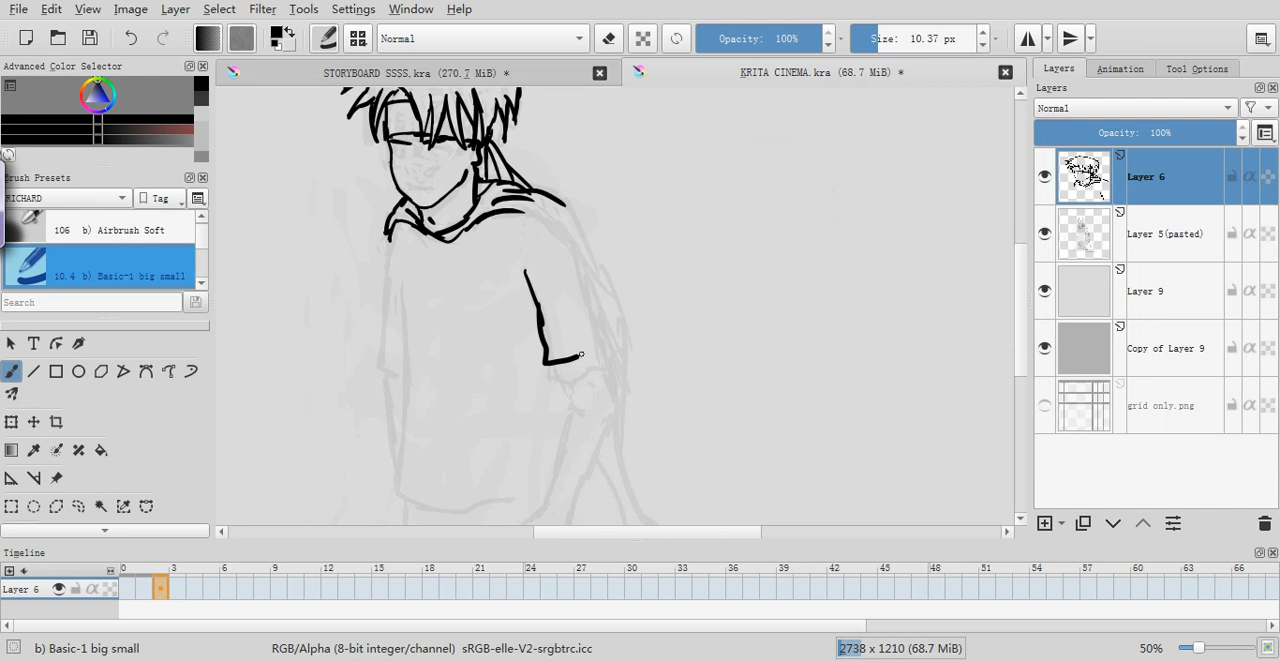 File Edit View Image Layer Select Filter Tools Settings Window Help
Normal Opacity: 100% Size: 10.37 px
Advanced Color Selector
STORYBOARD SSSS.kra (270.7 MiB) *
KRITA CINEMA.kra (68.7 MiB) *
Layers Animation Tool Options
Layers
Normal
Opacity: 100%
Layer 6
Layer 5(pasted)
Layer 9
Copy of Layer 9
grid only.png
Brush Presets
RICHARD Tag
106 b) Airbrush Soft
10.4 b) Basic-1 big small
Search
Timeline
0 3 6 9 12 15 18 21 24 27 30 33 36 39 42 45 48 51 54 57 60 63 66
Layer 6
b) Basic-1 big small RGB/Alpha (8-bit integer/channel) sRGB-elle-V2-srgbtrc.icc 2738 x 1210 (68.7 MiB) 50%